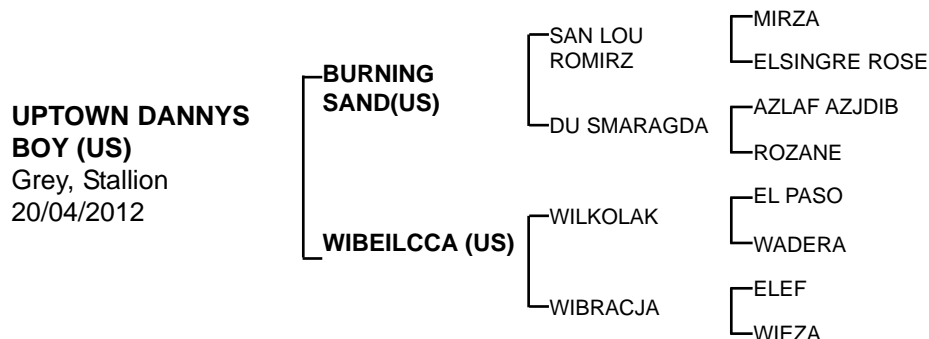 UPTOWN DANNYS
BOY (US)
Grey, Stallion
20/04/2012
BURNING
SAND(US)
WIBEILCCA (US)
SAN LOU
ROMIRZ
DU SMARAGDA
WILKOLAK
WIBRACJA
MIRZA
ELSINGRE ROSE
AZLAF AZJDIB
ROZANE
EL PASO
WADERA
ELEF
WIEZA